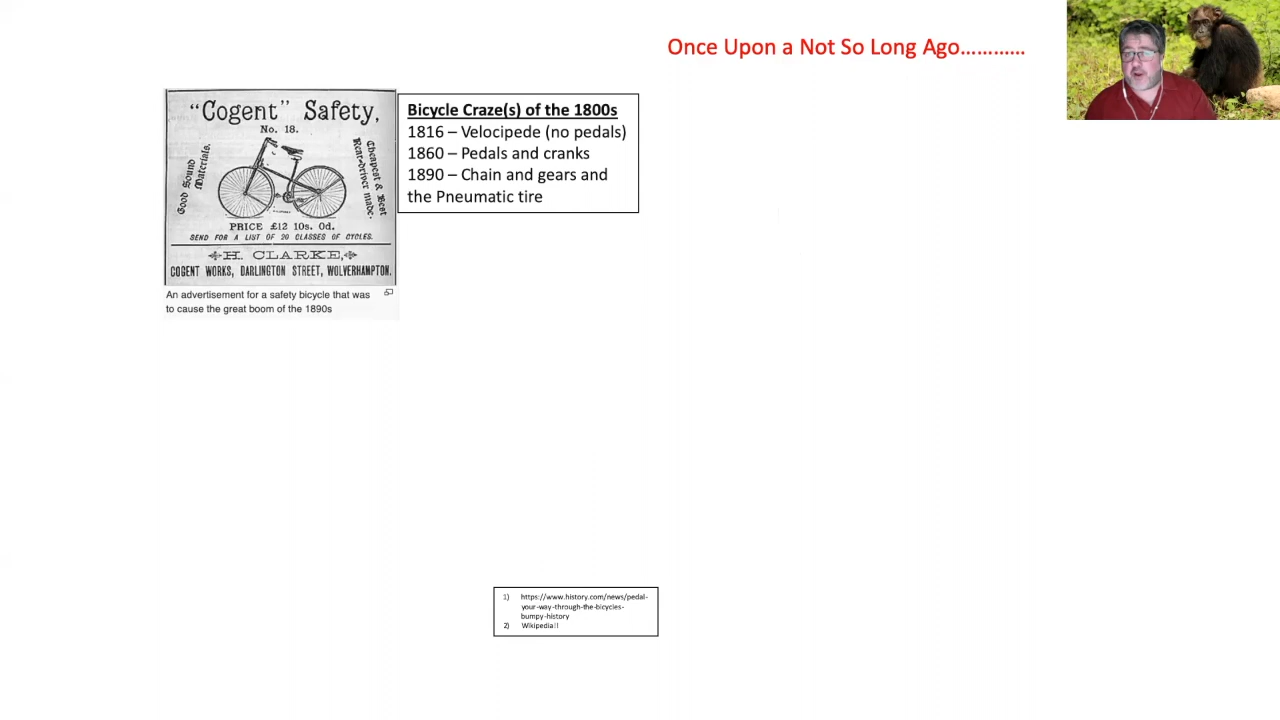 Once Upon a Not So Long Ago…………
"Cogent" Safety,
No. 18.
Good Sound
Materials.
Cheapest & Best
Rear-driver made.
PRICE £12 10s. 0d.
SEND FOR A LIST OF 20 CLASSES OF CYCLES.
H. CLARKE,
COGENT WORKS, DARLINGTON STREET, WOLVERHAMPTON.
An advertisement for a safety bicycle that was
to cause the great boom of the 1890s
Bicycle Craze(s) of the 1800s
1816 – Velocipede (no pedals)
1860 – Pedals and cranks
1890 – Chain and gears and
the Pneumatic tire
1) https://www.history.com/news/pedal-
your-way-through-the-bicycles-
bumpy-history
2) Wikipedia!!